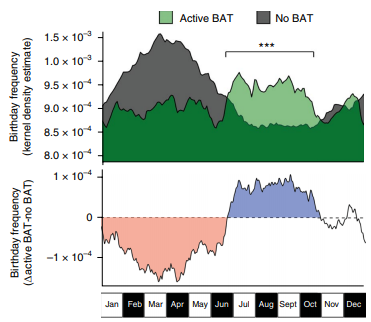 Active BAT No BAT
***
1.5 × 10⁻³
1.0 × 10⁻³
9.5 × 10⁻⁴
9.0 × 10⁻⁴
8.5 × 10⁻⁴
8.0 × 10⁻⁴
Birthday frequency
(kernel density estimate)
1 × 10⁻⁴
0
−1 × 10⁻⁴
Birthday frequency
(Δactive BAT-no BAT)
Jan Feb Mar Apr May Jun Jul Aug Sept Oct Nov Dec